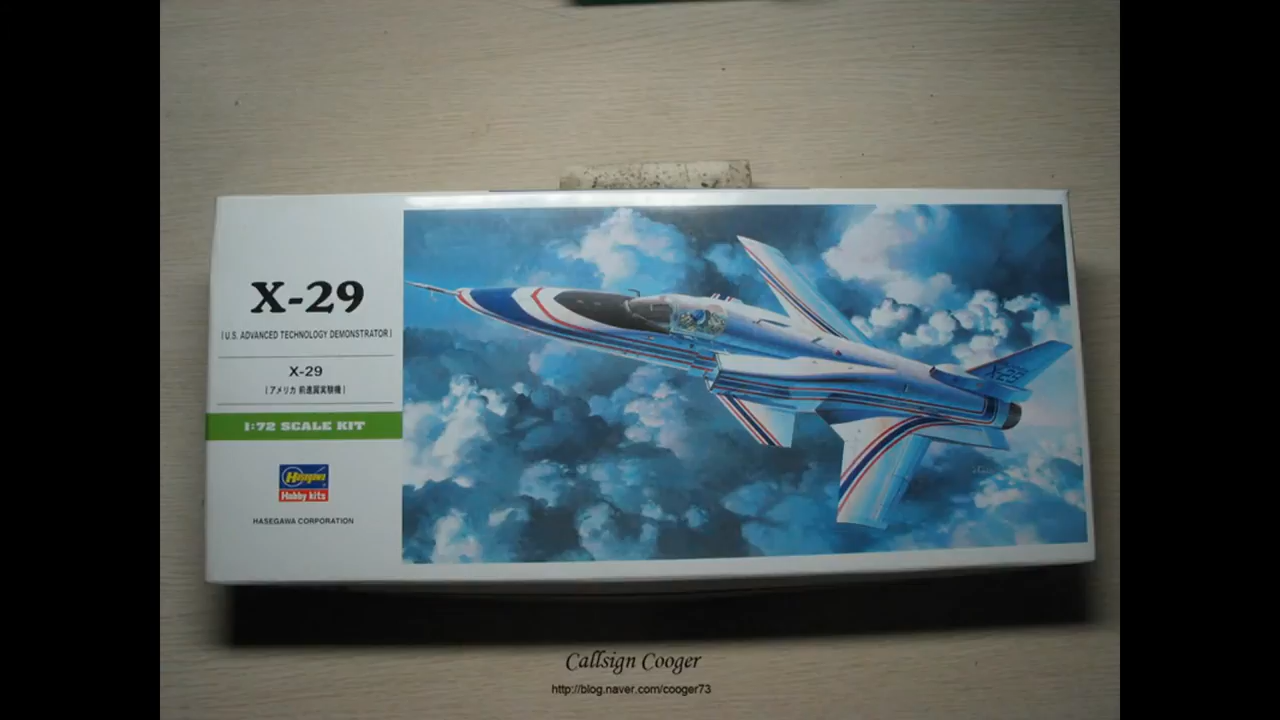 X-29
[U.S. ADVANCED TECHNOLOGY DEMONSTRATOR]
X-29
[アメリカ 前進翼実験機]
1:72 SCALE KIT
Hasegawa
Hobby kits
HASEGAWA CORPORATION
X-29
Callsign Cooger
http://blog.naver.com/cooger73